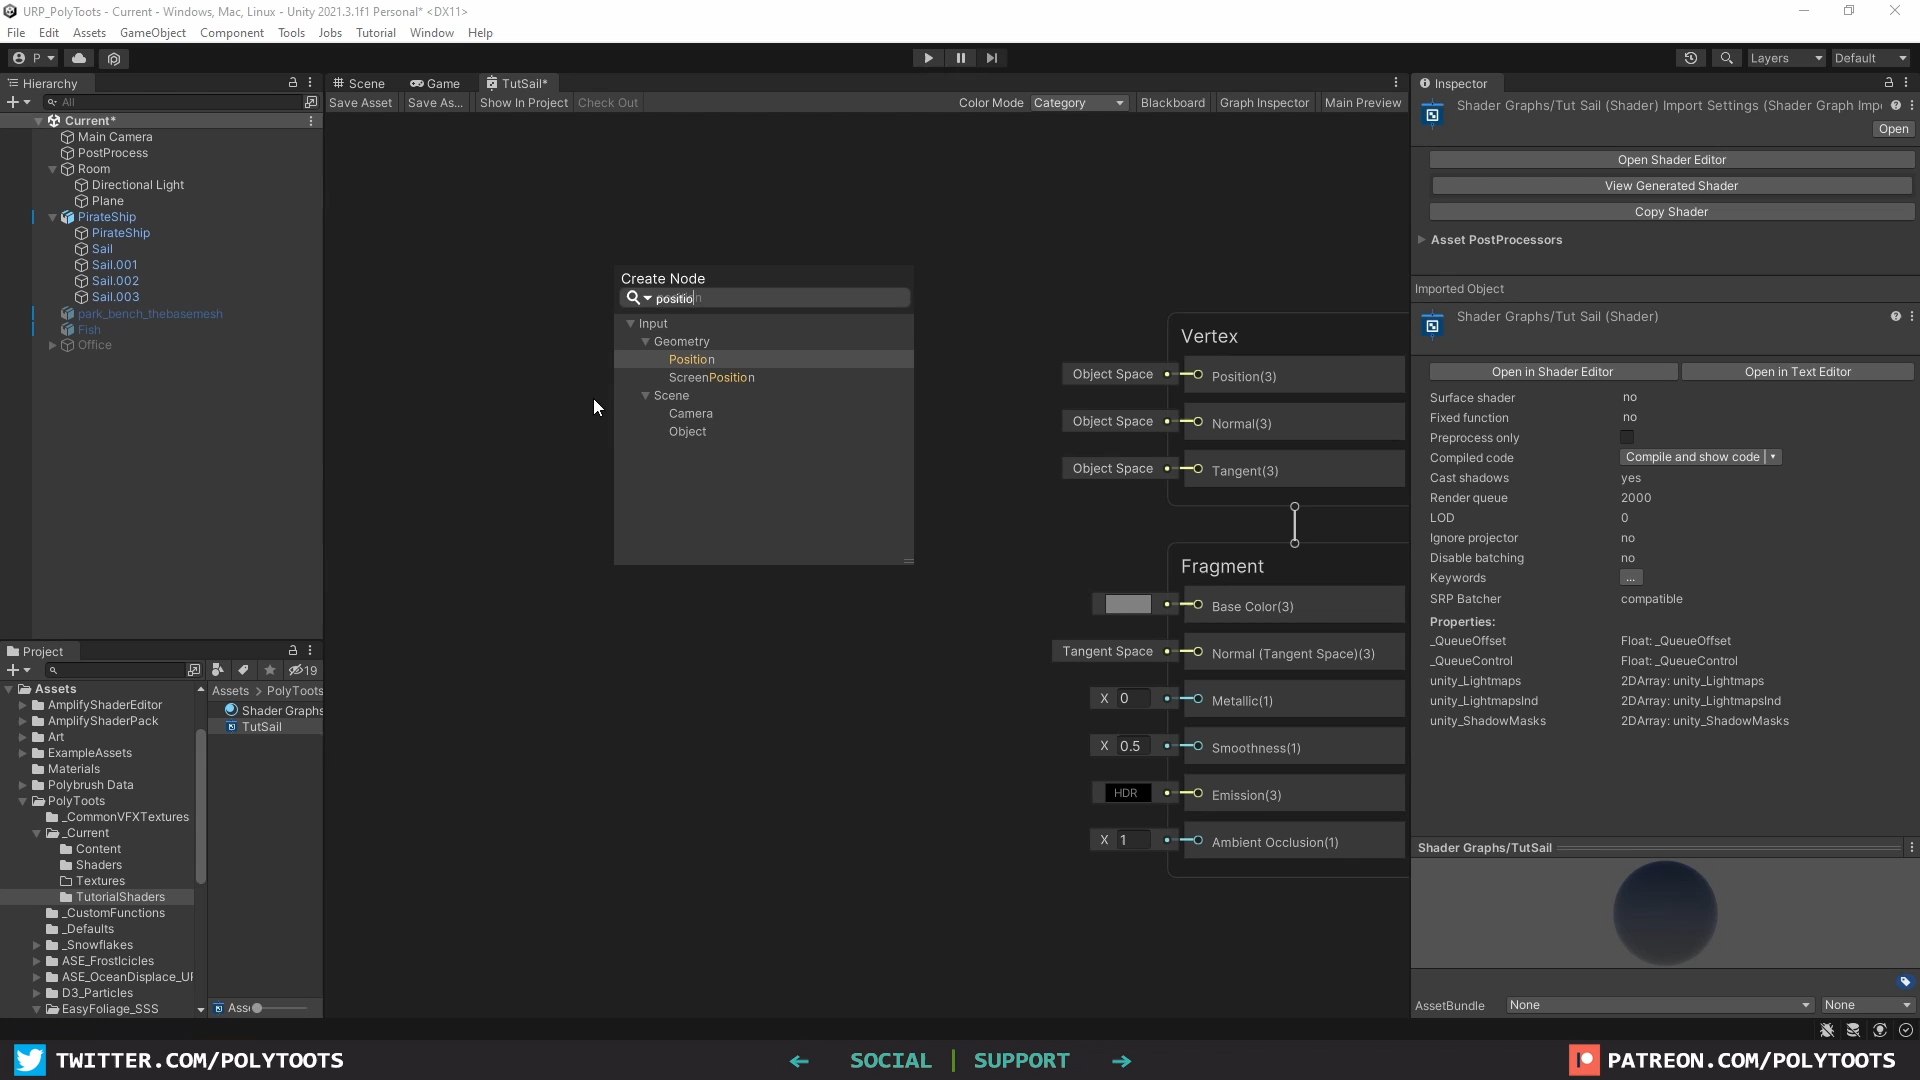 URP_PolyToots - Current - Windows, Mac, Linux - Unity 2021.3.1f1 Personal* <DX11>
File Edit Assets GameObject Component Tools Jobs Tutorial Window Help
P Layers Default
Hierarchy
All
Current*
Main Camera
PostProcess
Room
Directional Light
Plane
PirateShip
PirateShip
Sail
Sail.001
Sail.002
Sail.003
park_bench_thebasemesh
Fish
Office
Project
19
Assets
AmplifyShaderEditor
AmplifyShaderPack
Art
ExampleAssets
Materials
Polybrush Data
PolyToots
_CommonVFXTextures
_Current
Content
Shaders
Textures
TutorialShaders
_CustomFunctions
_Defaults
_Snowflakes
ASE_FrostIcicles
ASE_OceanDisplace_UF
D3_Particles
EasyFoliage_SSS
Assets > PolyToots
Shader Graphs
TutSail
Ass
Scene Game TutSail*
Save Asset Save As... Show In Project Check Out
Color Mode Category Blackboard Graph Inspector Main Preview
Create Node
positio
Input
Geometry
Position
ScreenPosition
Scene
Camera
Object
Vertex
Object Space Position(3)
Object Space Normal(3)
Object Space Tangent(3)
Fragment
Base Color(3)
Tangent Space Normal (Tangent Space)(3)
X 0 Metallic(1)
X 0.5 Smoothness(1)
HDR Emission(3)
X 1 Ambient Occlusion(1)
Inspector
Shader Graphs/Tut Sail (Shader) Import Settings (Shader Graph Imp
Open
Open Shader Editor
View Generated Shader
Copy Shader
Asset PostProcessors
Imported Object
Shader Graphs/Tut Sail (Shader)
Open in Shader Editor Open in Text Editor
Surface shader no
Fixed function no
Preprocess only
Compiled code Compile and show code
Cast shadows yes
Render queue 2000
LOD 0
Ignore projector no
Disable batching no
Keywords ...
SRP Batcher compatible
Properties:
_QueueOffset Float: _QueueOffset
_QueueControl Float: _QueueControl
unity_Lightmaps 2DArray: unity_Lightmaps
unity_LightmapsInd 2DArray: unity_LightmapsInd
unity_ShadowMasks 2DArray: unity_ShadowMasks
Shader Graphs/TutSail
AssetBundle None None
TWITTER.COM/POLYTOOTS ← SOCIAL | SUPPORT → PATREON.COM/POLYTOOTS